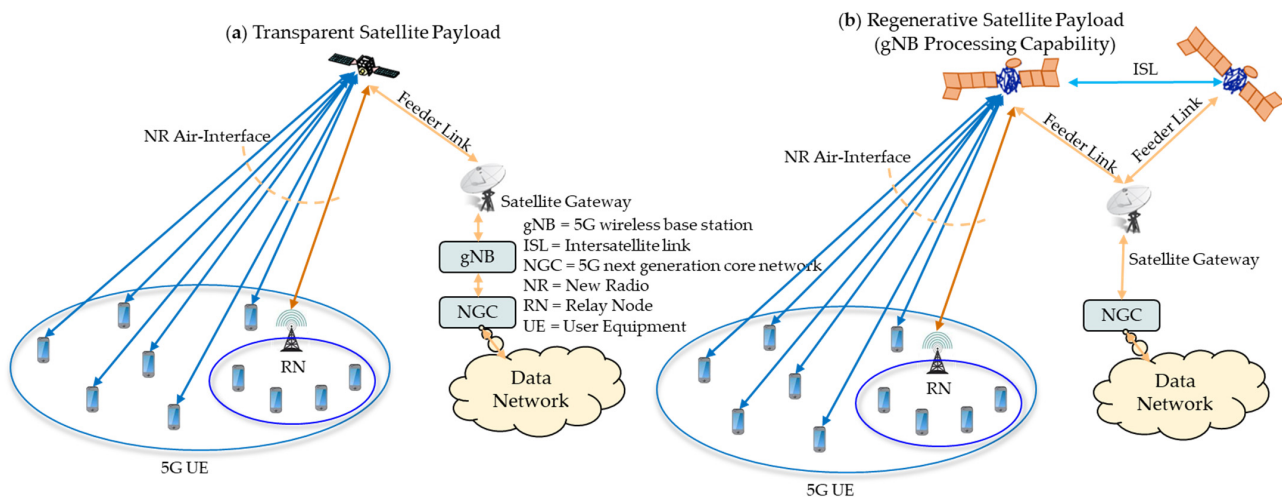 (a) Transparent Satellite Payload
NR Air-Interface
Feeder Link
Satellite Gateway
gNB = 5G wireless base station
ISL = Intersatellite link
NGC = 5G next generation core network
NR = New Radio
RN = Relay Node
UE = User Equipment
gNB
NGC
RN
Data
Network
5G UE
(b) Regenerative Satellite Payload
(gNB Processing Capability)
ISL
NR Air-Interface
Feeder Link
Feeder Link
Satellite Gateway
NGC
RN
Data
Network
5G UE